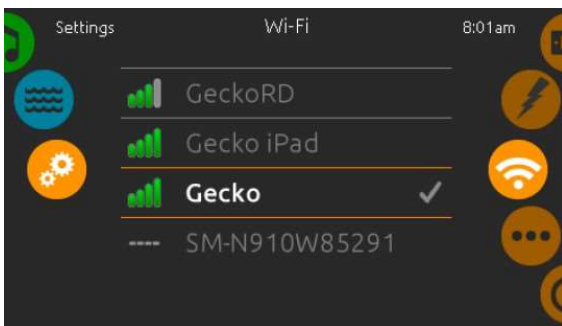 Settings Wi-Fi 8:01am
GeckoRD
Gecko iPad
Gecko
---- SM-N910W85291